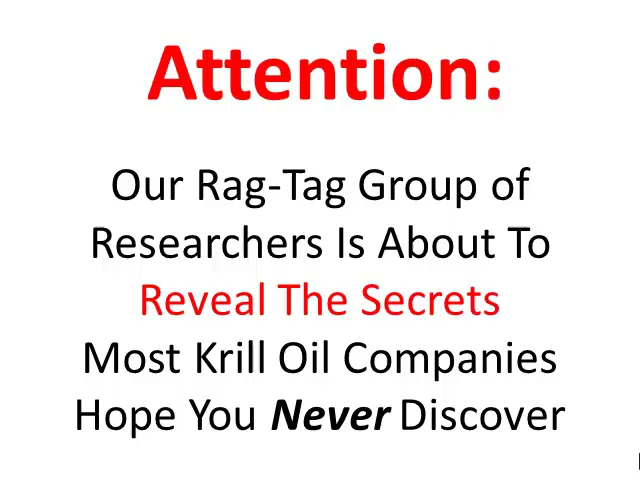 Attention:
Our Rag-Tag Group of
Researchers Is About To
Reveal The Secrets
Most Krill Oil Companies
Hope You Never Discover